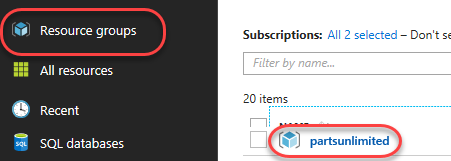 Resource groups
All resources
Recent
SQL databases
Subscriptions: All 2 selected – Don't se
Filter by name...
20 items
partsunlimited